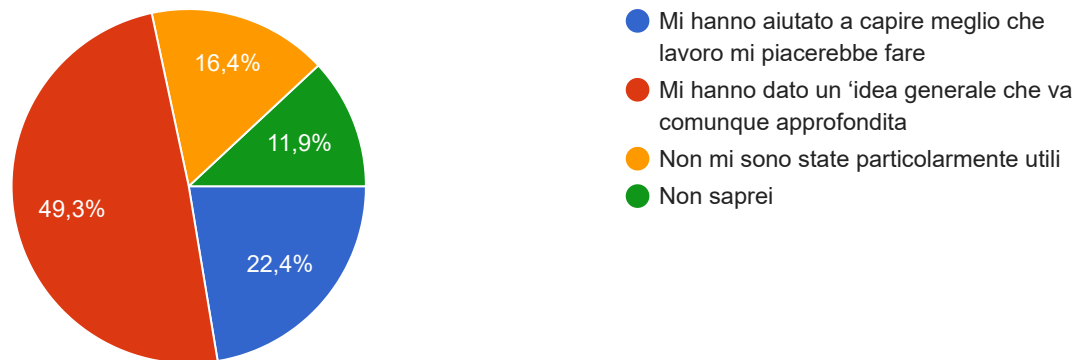 16,4%
11,9%
49,3%
22,4%
Mi hanno aiutato a capire meglio che
lavoro mi piacerebbe fare
Mi hanno dato un ‘idea generale che va
comunque approfondita
Non mi sono state particolarmente utili
Non saprei